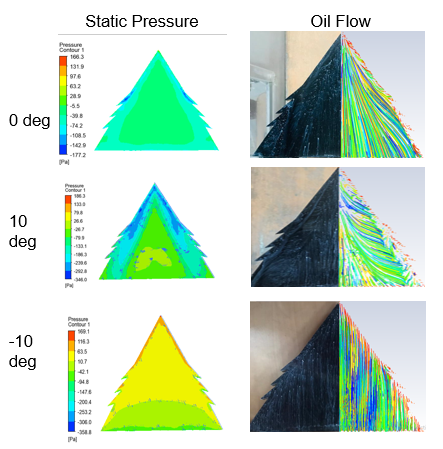 Static Pressure
Oil Flow
0 deg
Pressure
Contour 1
166.3
131.9
97.6
63.2
28.9
-5.5
-39.8
-74.2
-108.5
-142.9
-177.2
[Pa]
10
deg
Pressure
Contour 1
186.3
133.0
79.8
26.6
-26.7
-79.9
-133.1
-186.3
-239.6
-292.8
-346.0
[Pa]
-10
deg
Pressure
Contour 1
169.1
116.3
63.5
10.7
-42.1
-94.8
-147.6
-200.4
-253.2
-306.0
-358.8
[Pa]